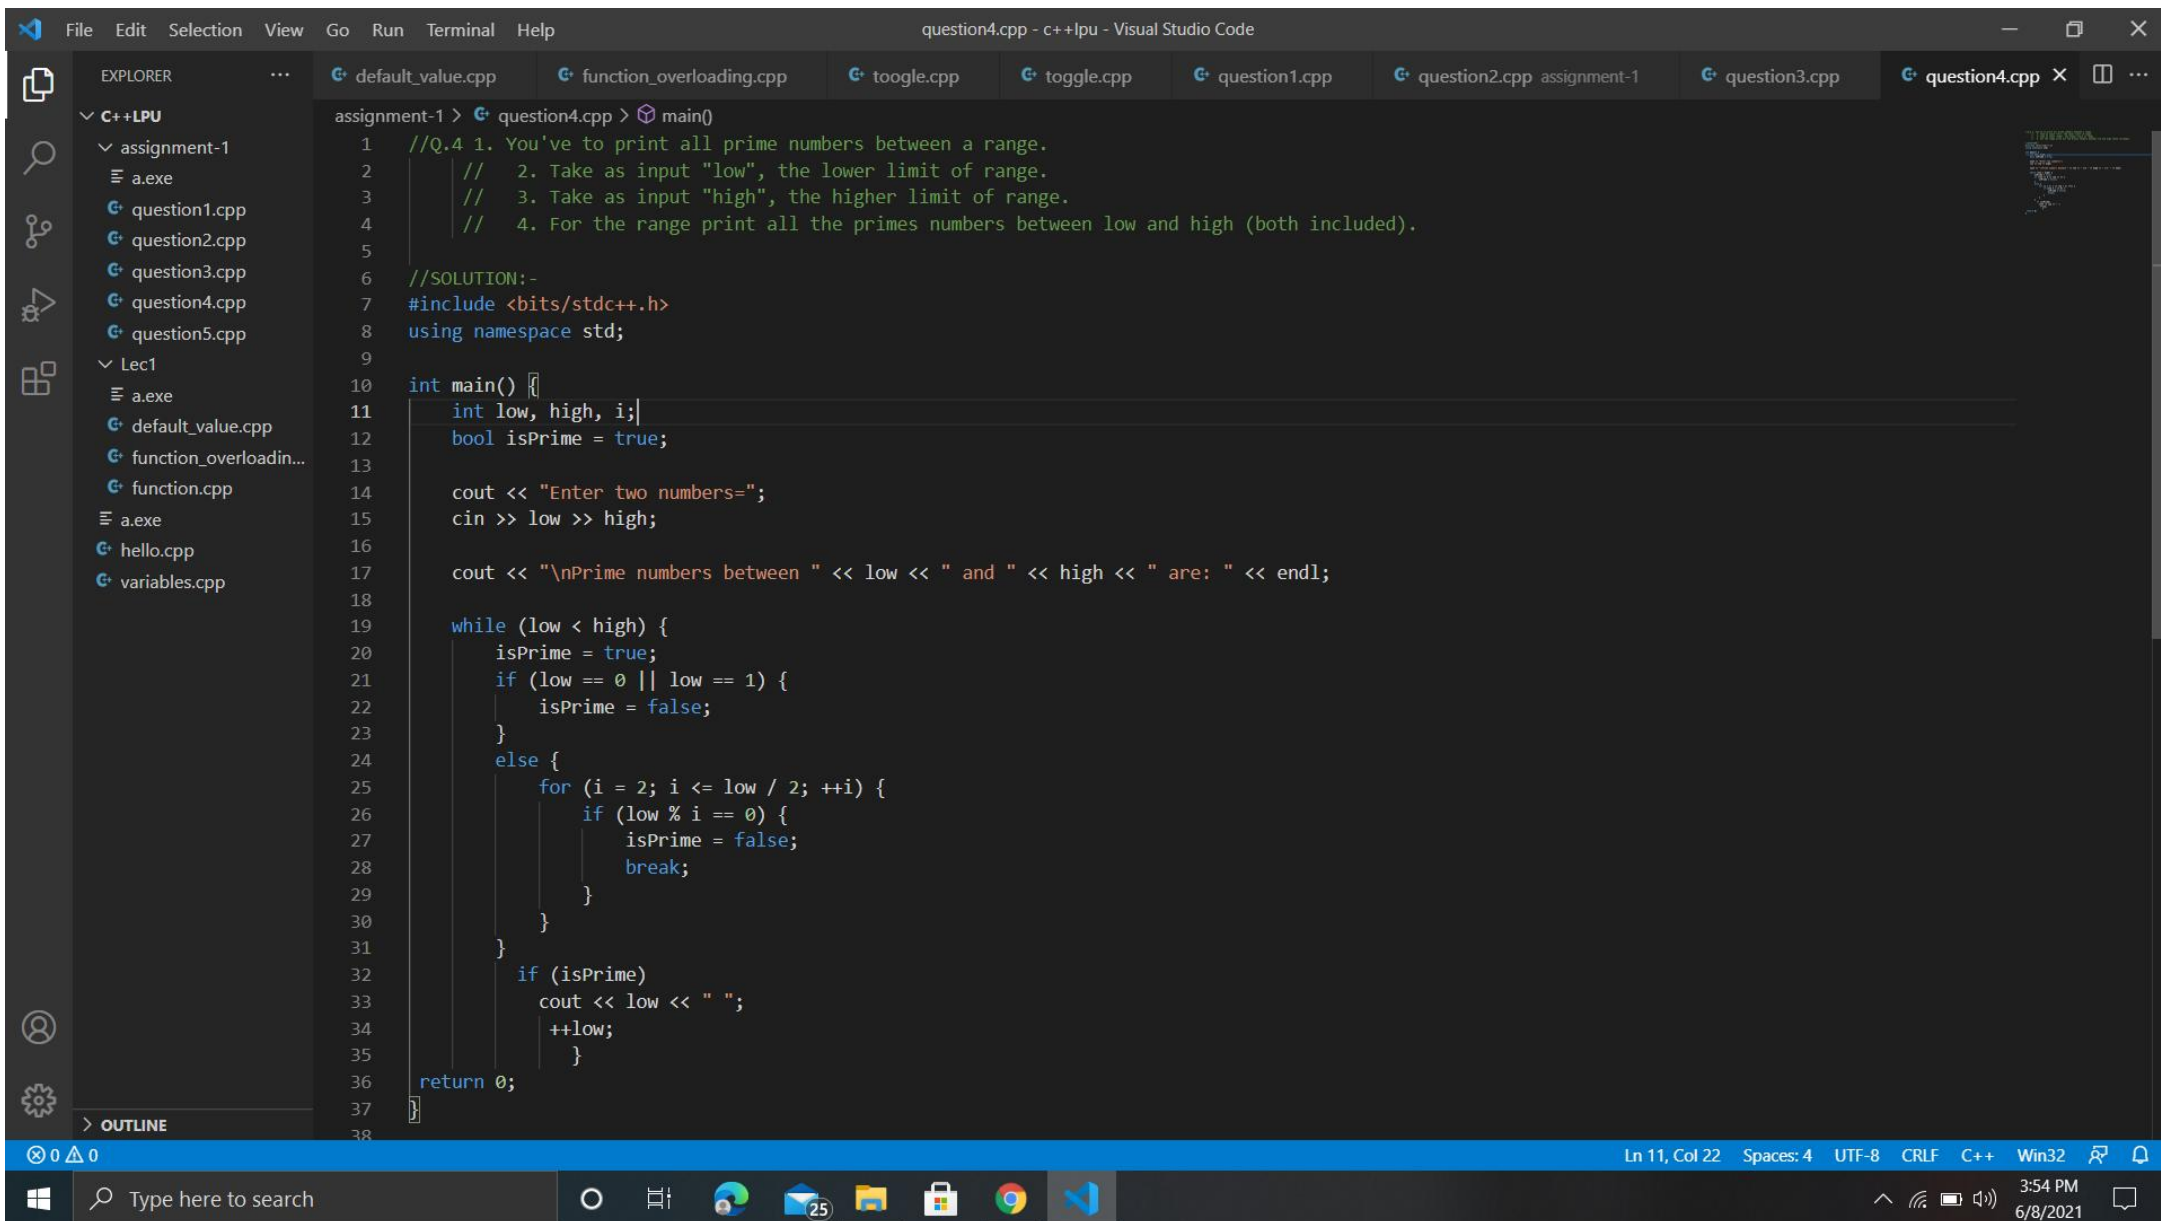 File Edit Selection View Go Run Terminal Help question4.cpp - c++lpu - Visual Studio Code
EXPLORER ... default_value.cpp function_overloading.cpp toogle.cpp toggle.cpp question1.cpp question2.cpp assignment-1 question3.cpp question4.cpp
C++LPU
assignment-1
a.exe
question1.cpp
question2.cpp
question3.cpp
question4.cpp
question5.cpp
Lec1
a.exe
default_value.cpp
function_overloadin...
function.cpp
a.exe
hello.cpp
variables.cpp
OUTLINE
assignment-1 > question4.cpp > main()
1 //Q.4 1. You've to print all prime numbers between a range.
2 // 2. Take as input "low", the lower limit of range.
3 // 3. Take as input "high", the higher limit of range.
4 // 4. For the range print all the primes numbers between low and high (both included).
5
6 //SOLUTION:-
7 #include <bits/stdc++.h>
8 using namespace std;
9
10 int main() {
11 int low, high, i;
12 bool isPrime = true;
13
14 cout << "Enter two numbers=";
15 cin >> low >> high;
16
17 cout << "\nPrime numbers between " << low << " and " << high << " are: " << endl;
18
19 while (low < high) {
20 isPrime = true;
21 if (low == 0 || low == 1) {
22 isPrime = false;
23 }
24 else {
25 for (i = 2; i <= low / 2; ++i) {
26 if (low % i == 0) {
27 isPrime = false;
28 break;
29 }
30 }
31 }
32 if (isPrime)
33 cout << low << " ";
34 ++low;
35 }
36 return 0;
37 }
38
0 0 Ln 11, Col 22 Spaces: 4 UTF-8 CRLF C++ Win32
Type here to search 25 3:54 PM
6/8/2021